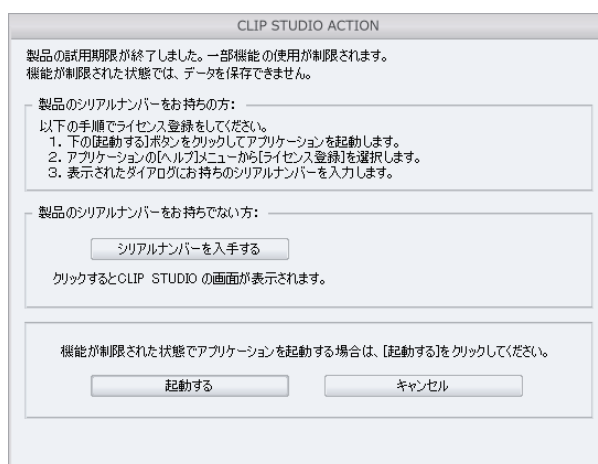 CLIP STUDIO ACTION
製品の試用期限が終了しました。一部機能の使用が制限されます。
機能が制限された状態では、データを保存できません。
製品のシリアルナンバーをお持ちの方：
以下の手順でライセンス登録をしてください。
1. 下の[起動する]ボタンをクリックしてアプリケーションを起動します。
2. アプリケーションの[ヘルプ]メニューから[ライセンス登録]を選択します。
3. 表示されたダイアログにお持ちのシリアルナンバーを入力します。
製品のシリアルナンバーをお持ちでない方：
シリアルナンバーを入手する
クリックするとCLIP STUDIO の画面が表示されます。
機能が制限された状態でアプリケーションを起動する場合は、[起動する]をクリックしてください。
起動する
キャンセル